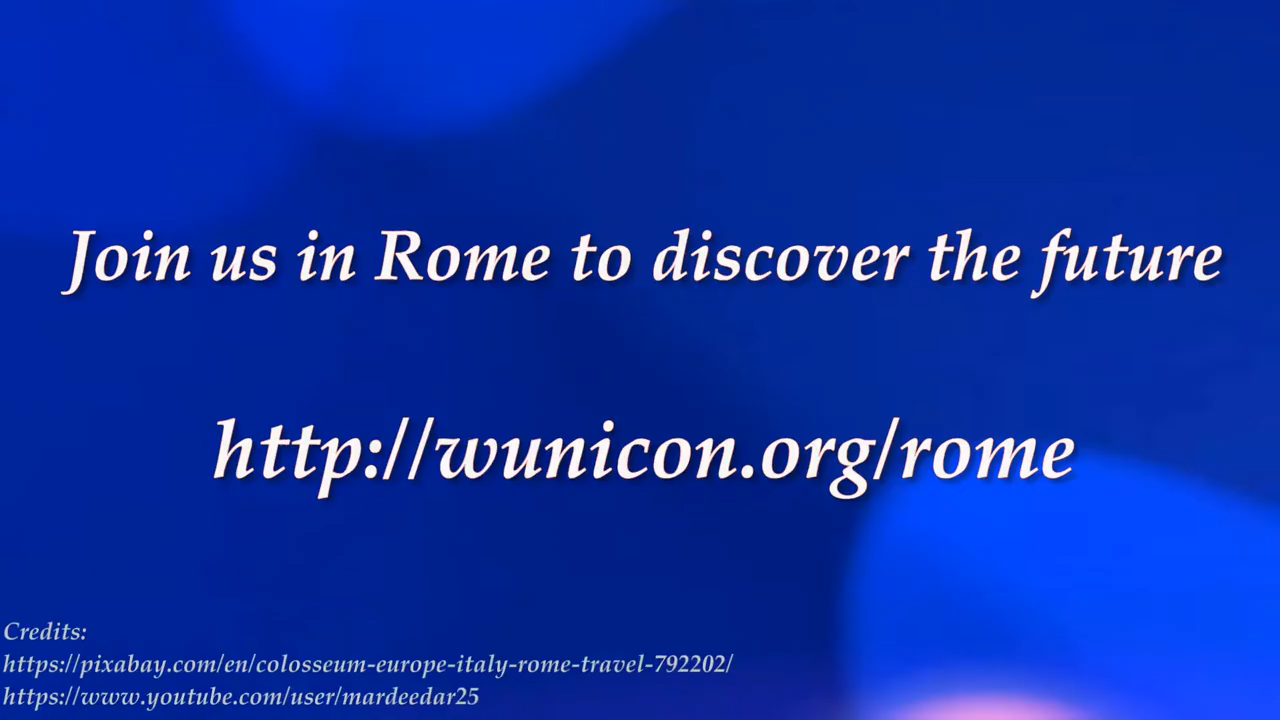 Join us in Rome to discover the future
http://wunicon.org/rome
Credits:
https://pixabay.com/en/colosseum-europe-italy-rome-travel-792202/
https://www.youtube.com/user/mardeedar25